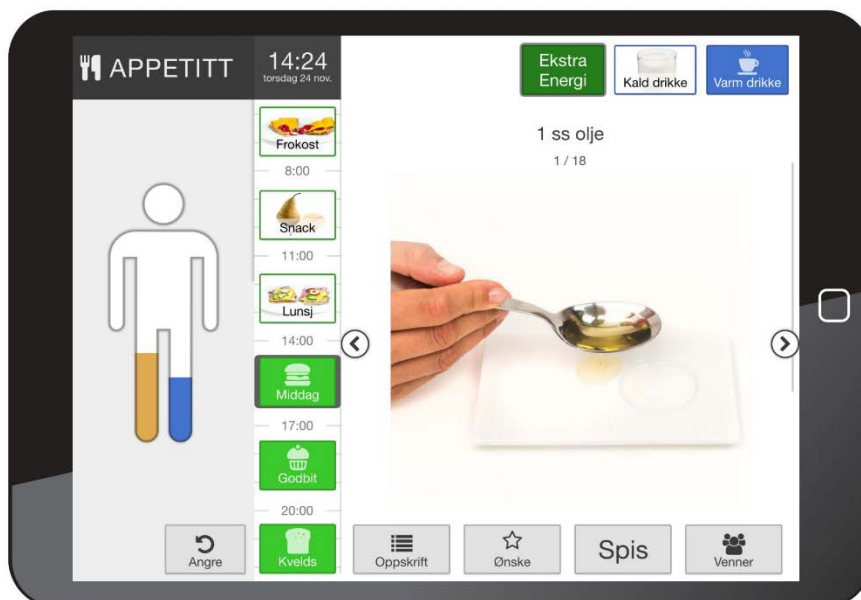 APPETITT
14:24
torsdag 24 nov.
Ekstra
Energi
Kald drikke
Varm drikke
Frokost
8:00
Snack
11:00
Lunsj
14:00
Middag
17:00
Godbit
20:00
Kvelds
1 ss olje
1 / 18
Angre
Oppskrift
Ønske
Spis
Venner